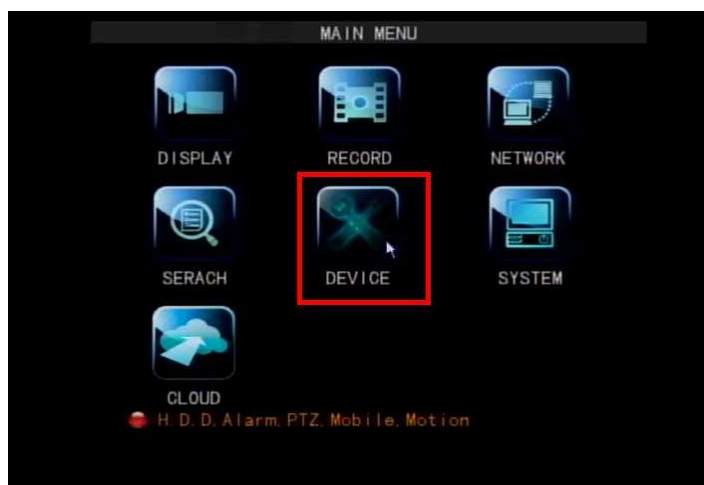 MAIN MENU
DISPLAY RECORD NETWORK
SERACH DEVICE SYSTEM
CLOUD
H.D.D,Alarm,PTZ,Mobile,Motion